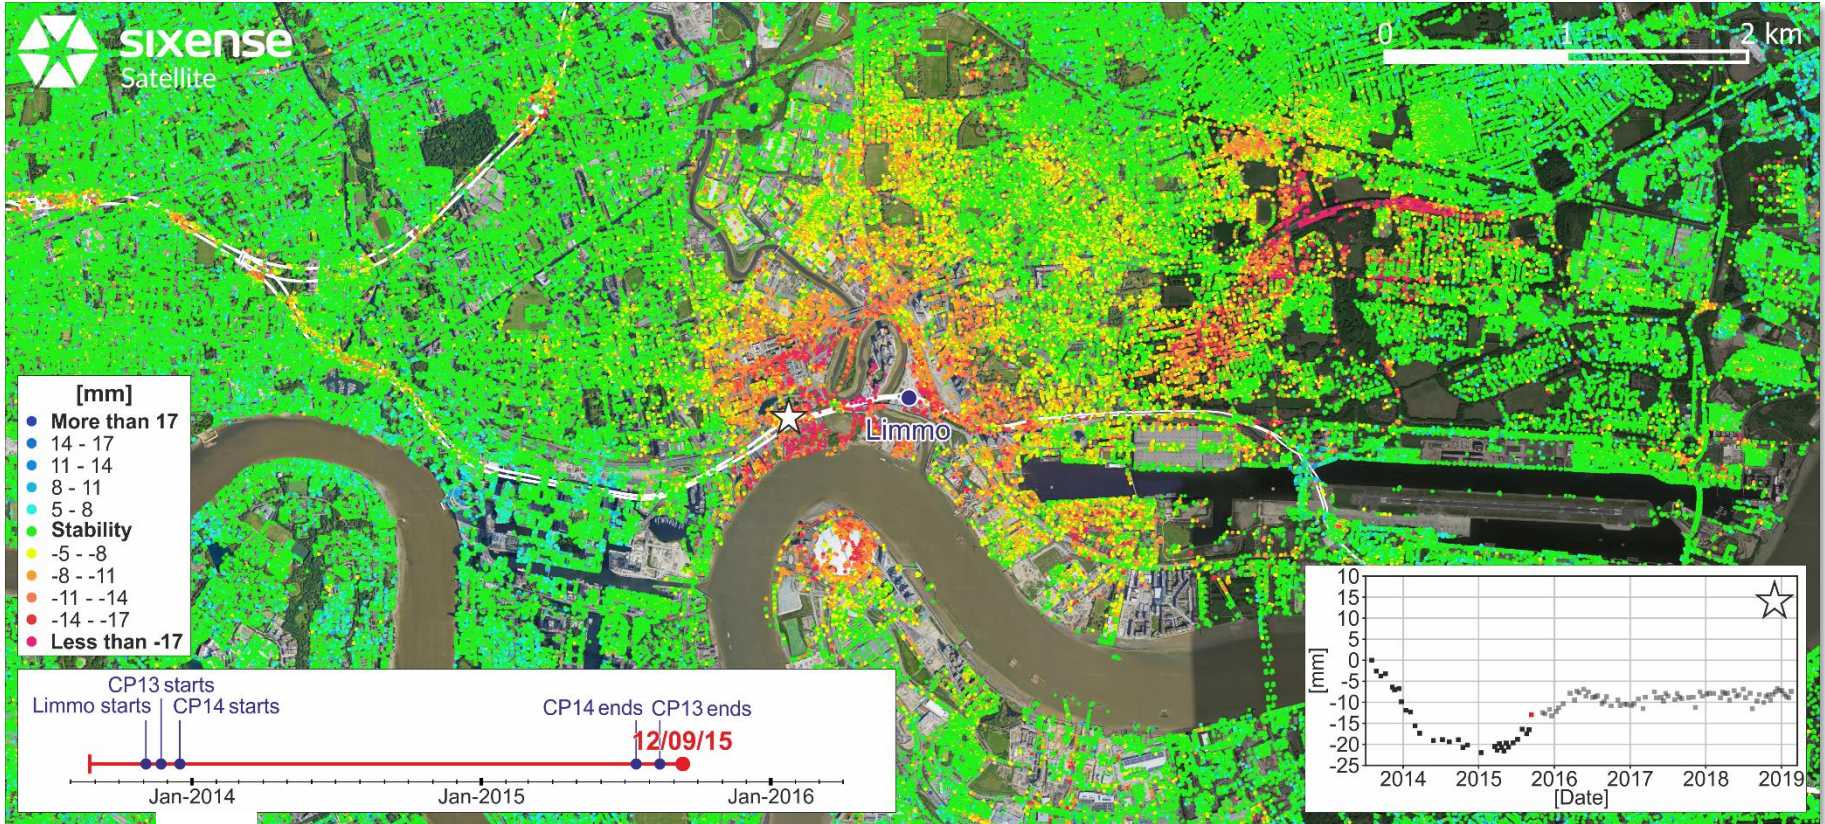 sixense
Satellite
0 1 2 km
Limmo
[mm]
More than 17
14 - 17
11 - 14
8 - 11
5 - 8
Stability
-5 - -8
-8 - -11
-11 - -14
-14 - -17
Less than -17
CP13 starts
Limmo starts CP14 starts
CP14 ends CP13 ends
12/09/15
Jan-2014 Jan-2015 Jan-2016
10
15
10
5
0
-5
-10
-15
-20
-25
[mm]
2014 2015 2016 2017 2018 2019
[Date]